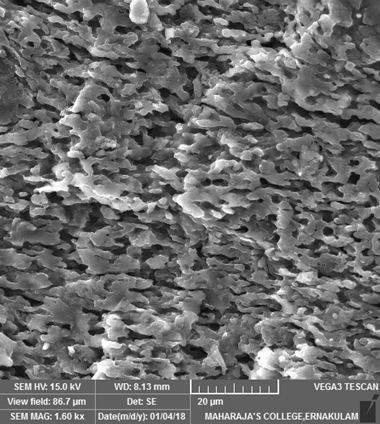 SEM HV: 15.0 kV WD: 8.13 mm VEGA3 TESCAN
View field: 86.7 µm Det: SE 20 µm
SEM MAG: 1.60 kx Date(m/d/y): 01/04/18 MAHARAJA'S COLLEGE,ERNAKULAM